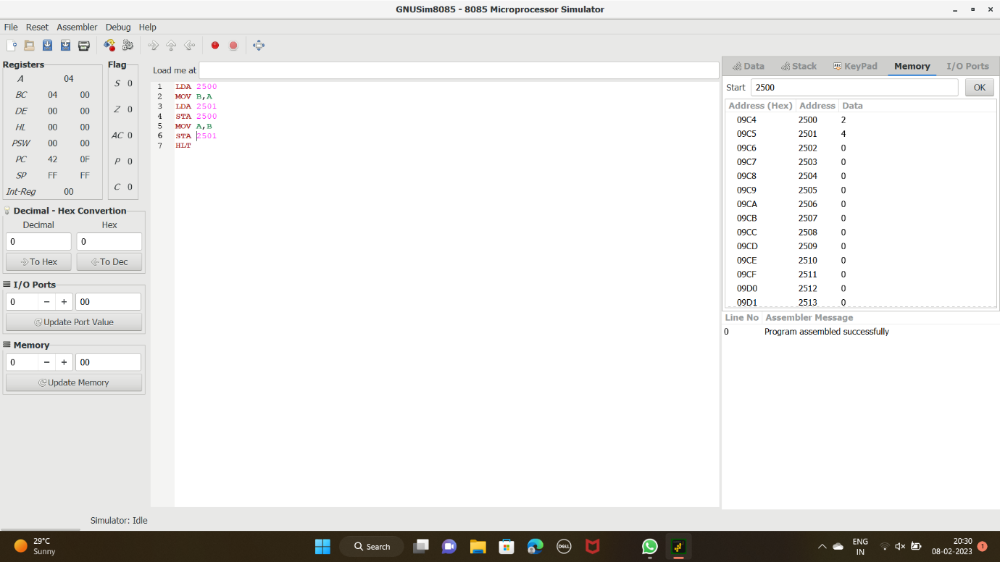 GNUSim8085 - 8085 Microprocessor Simulator
File Reset Assembler Debug Help
Registers
A 04
BC 04 00
DE 00 00
HL 00 00
PSW 00 00
PC 42 0F
SP FF FF
Int-Reg 00
Flag
S 0
Z 0
AC 0
P 0
C 0
Decimal - Hex Convertion
Decimal Hex
0 0
To Hex To Dec
I/O Ports
0 − + 00
Update Port Value
Memory
0 − + 00
Update Memory
Load me at
1 LDA 2500
2 MOV B,A
3 LDA 2501
4 STA 2500
5 MOV A,B
6 STA 2501
7 HLT
Data Stack Abc KeyPad Memory I/O Ports
Start 2500 OK
Address (Hex) Address Data
09C4 2500 2
09C5 2501 4
09C6 2502 0
09C7 2503 0
09C8 2504 0
09C9 2505 0
09CA 2506 0
09CB 2507 0
09CC 2508 0
09CD 2509 0
09CE 2510 0
09CF 2511 0
09D0 2512 0
09D1 2513 0
Line No Assembler Message
0 Program assembled successfully
Simulator: Idle
29°C
Sunny
Search
DELL
ENG
IN
20:30
08-02-2023
1